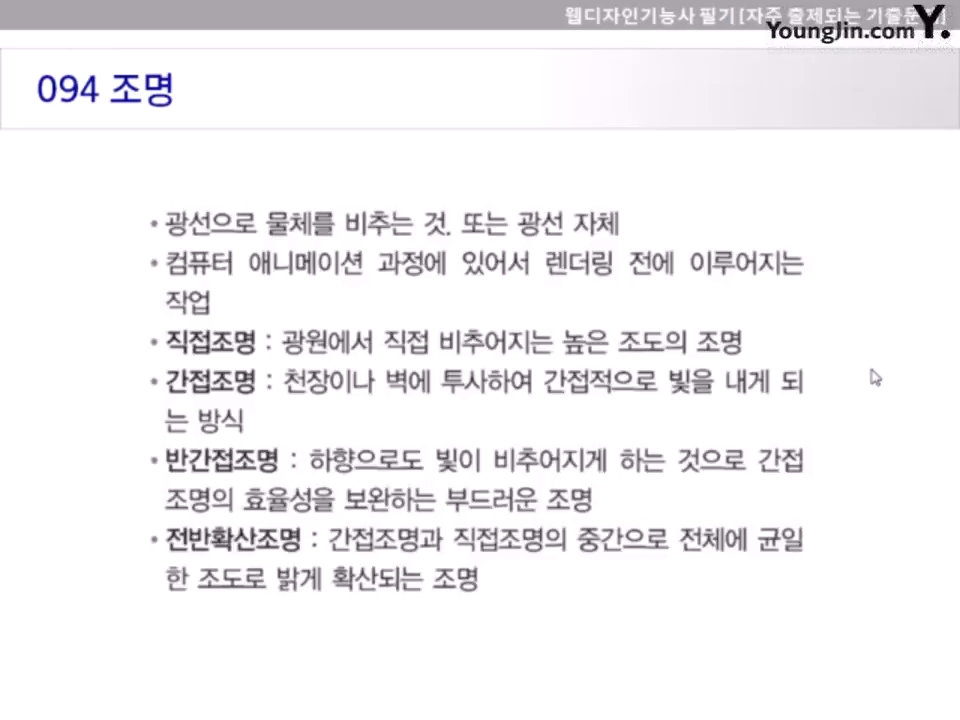 웹디자인기능사 필기 [자주 출제되는 기출문제]
YoungJin.com Y.
094 조명
• 광선으로 물체를 비추는 것. 또는 광선 자체
• 컴퓨터 애니메이션 과정에 있어서 렌더링 전에 이루어지는
작업
• 직접조명 : 광원에서 직접 비추어지는 높은 조도의 조명
• 간접조명 : 천장이나 벽에 투사하여 간접적으로 빛을 내게 되
는 방식
• 반간접조명 : 하향으로도 빛이 비추어지게 하는 것으로 간접
조명의 효율성을 보완하는 부드러운 조명
• 전반확산조명 : 간접조명과 직접조명의 중간으로 전체에 균일
한 조도로 밝게 확산되는 조명